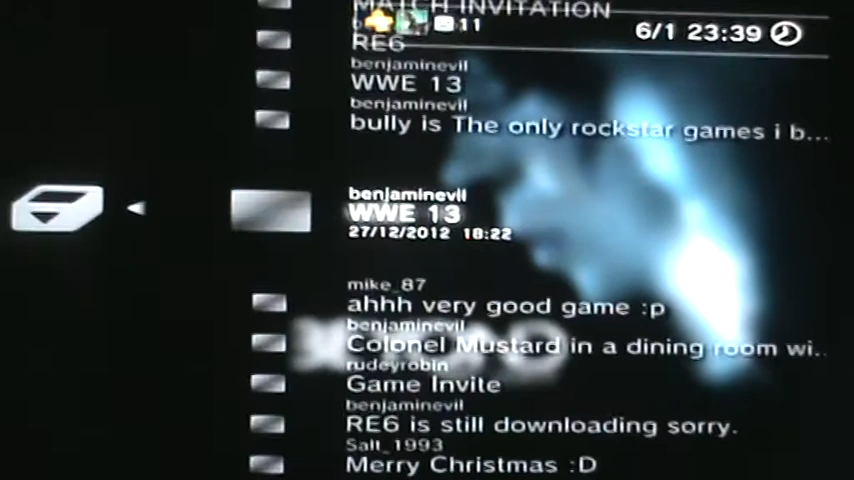 MATCH INVITATION
11
6/1 23:39
RE6
benjaminevil
WWE 13
benjaminevil
bully is The only rockstar games i b...
benjaminevil
WWE 13
27/12/2012 18:22
mike_87
ahhh very good game :p
benjaminevil
Colonel Mustard in a dining room wi..
rudeyrobin
Game Invite
benjaminevil
RE6 is still downloading sorry.
Salt_1993
Merry Christmas :D